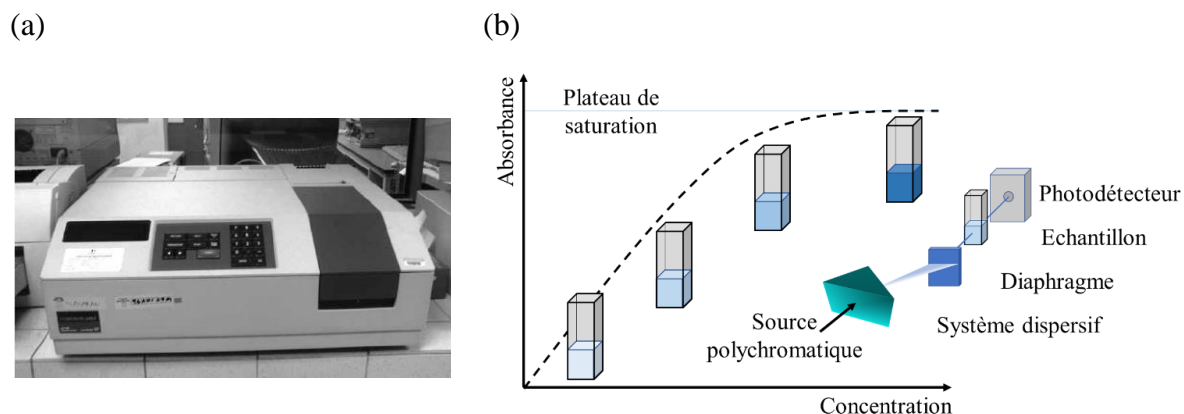 (a)
(b)
Absorbance
Plateau de
saturation
Photodétecteur
Echantillon
Diaphragme
Système dispersif
Source
polychromatique
Concentration